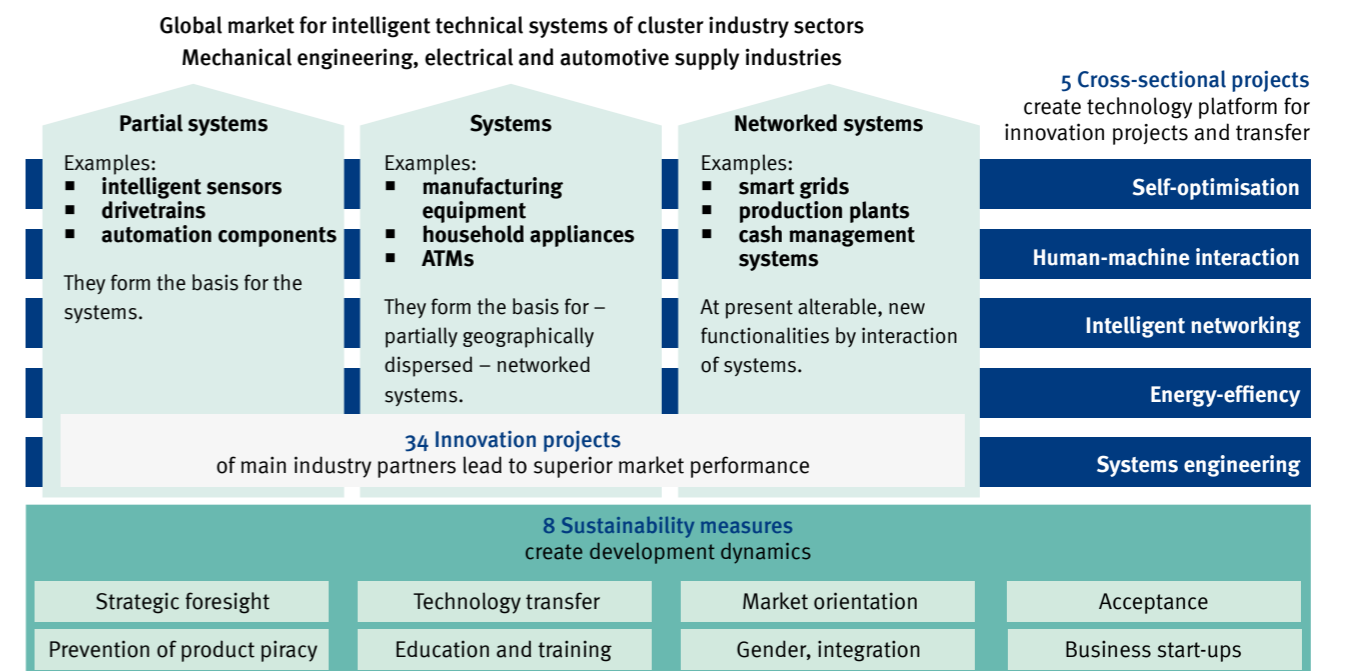 Global market for intelligent technical systems of cluster industry sectors
Mechanical engineering, electrical and automotive supply industries
5 Cross-sectional projects
create technology platform for
innovation projects and transfer
Partial systems
Examples:
▪ intelligent sensors
▪ drivetrains
▪ automation components
They form the basis for the
systems.
Systems
Examples:
▪ manufacturing
equipment
▪ household appliances
▪ ATMs
They form the basis for –
partially geographically
dispersed – networked
systems.
Networked systems
Examples:
▪ smart grids
▪ production plants
▪ cash management
systems
At present alterable, new
functionalities by interaction
of systems.
Self-optimisation
Human-machine interaction
Intelligent networking
Energy-effiency
Systems engineering
34 Innovation projects
of main industry partners lead to superior market performance
8 Sustainability measures
create development dynamics
Strategic foresight
Technology transfer
Market orientation
Acceptance
Prevention of product piracy
Education and training
Gender, integration
Business start-ups